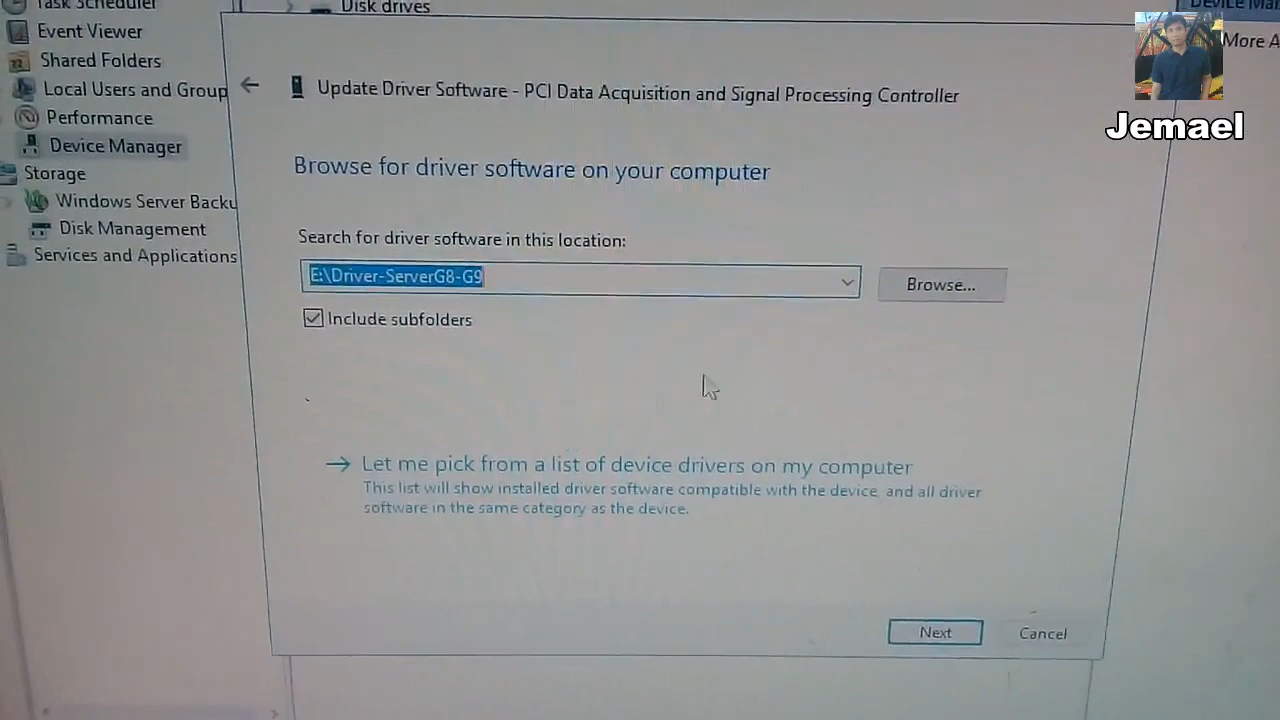 Task Scheduler
Disk drives
Device Man
Event Viewer
More A
Shared Folders
Local Users and Group
Update Driver Software - PCI Data Acquisition and Signal Processing Controller
Performance
Jemael
Device Manager
Browse for driver software on your computer
Storage
Windows Server Backu
Disk Management
Search for driver software in this location:
Services and Applications
E:\Driver-ServerG8-G9
Browse...
Include subfolders
Let me pick from a list of device drivers on my computer
This list will show installed driver software compatible with the device, and all driver
software in the same category as the device.
Next
Cancel